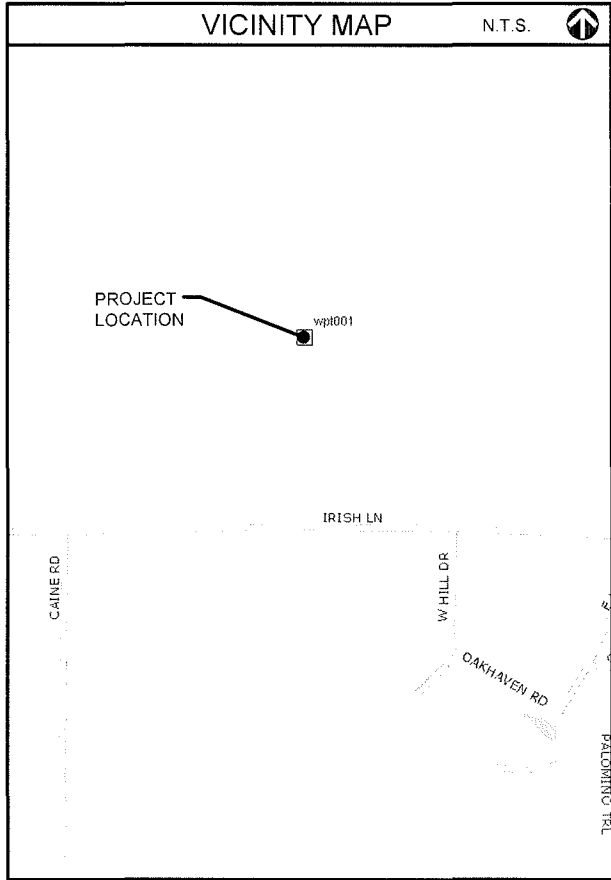 VICINITY MAP N.T.S.
PROJECT
LOCATION
wpt001
IRISH LN
CAINE RD
W HILL DR
OAKHAVEN RD
PALOMINO TRL